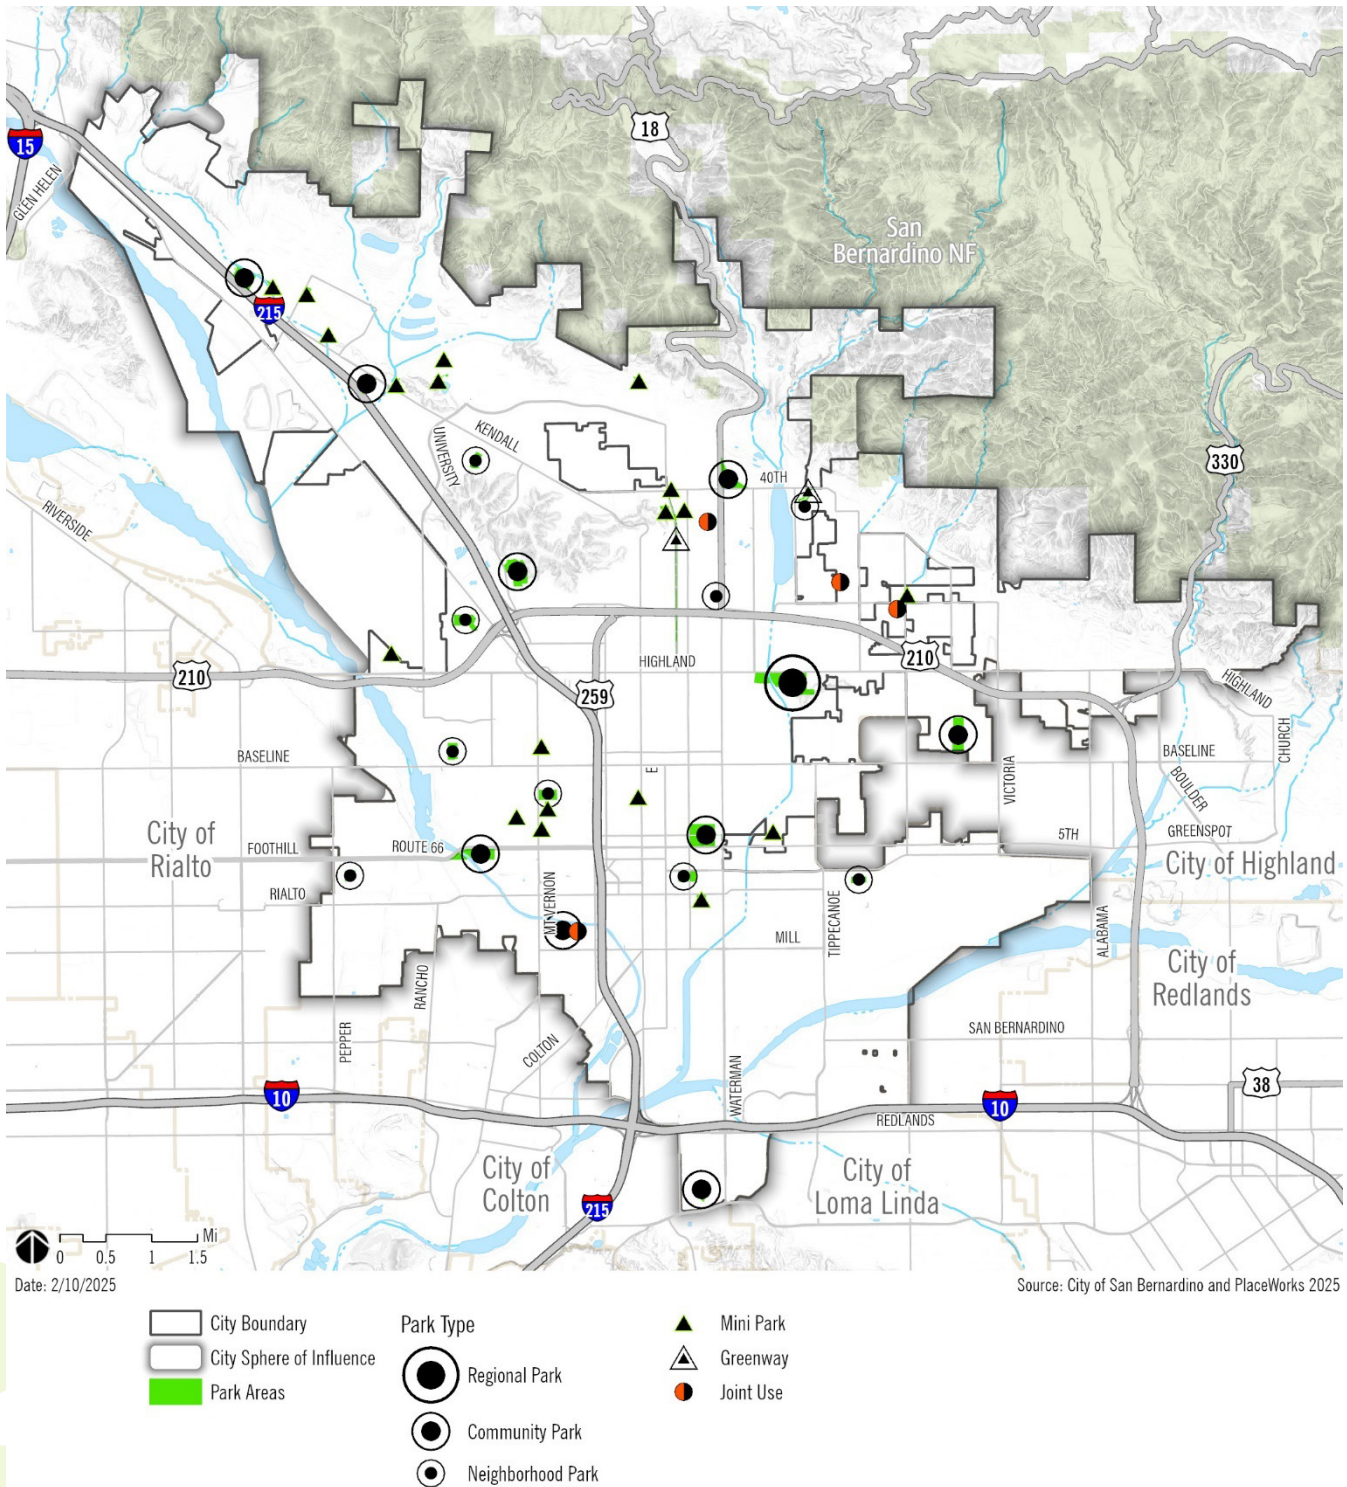 18
15
GLEN HELEN
San
Bernardino NF
215
330
KENDALL
UNIVERSITY
40TH
RIVERSIDE
HIGHLAND
210
210
259
HIGHLAND
BASELINE
E
VICTORIA
BASELINE
CHURCH
BOULDER
City of
Rialto
FOOTHILL
ROUTE 66
5TH
GREENSPOT
City of Highland
RIALTO
MT VERNON
MILL
TIPPECANOE
ALABAMA
City of
Redlands
RANCHO
PEPPER
COLTON
SAN BERNARDINO
WATERMAN
38
10
10
REDLANDS
City of
Colton
City of
Loma Linda
215
0 0.5 1 1.5 Mi
Date: 2/10/2025
Source: City of San Bernardino and PlaceWorks 2025
City Boundary
City Sphere of Influence
Park Areas
Park Type
Regional Park
Community Park
Neighborhood Park
Mini Park
Greenway
Joint Use